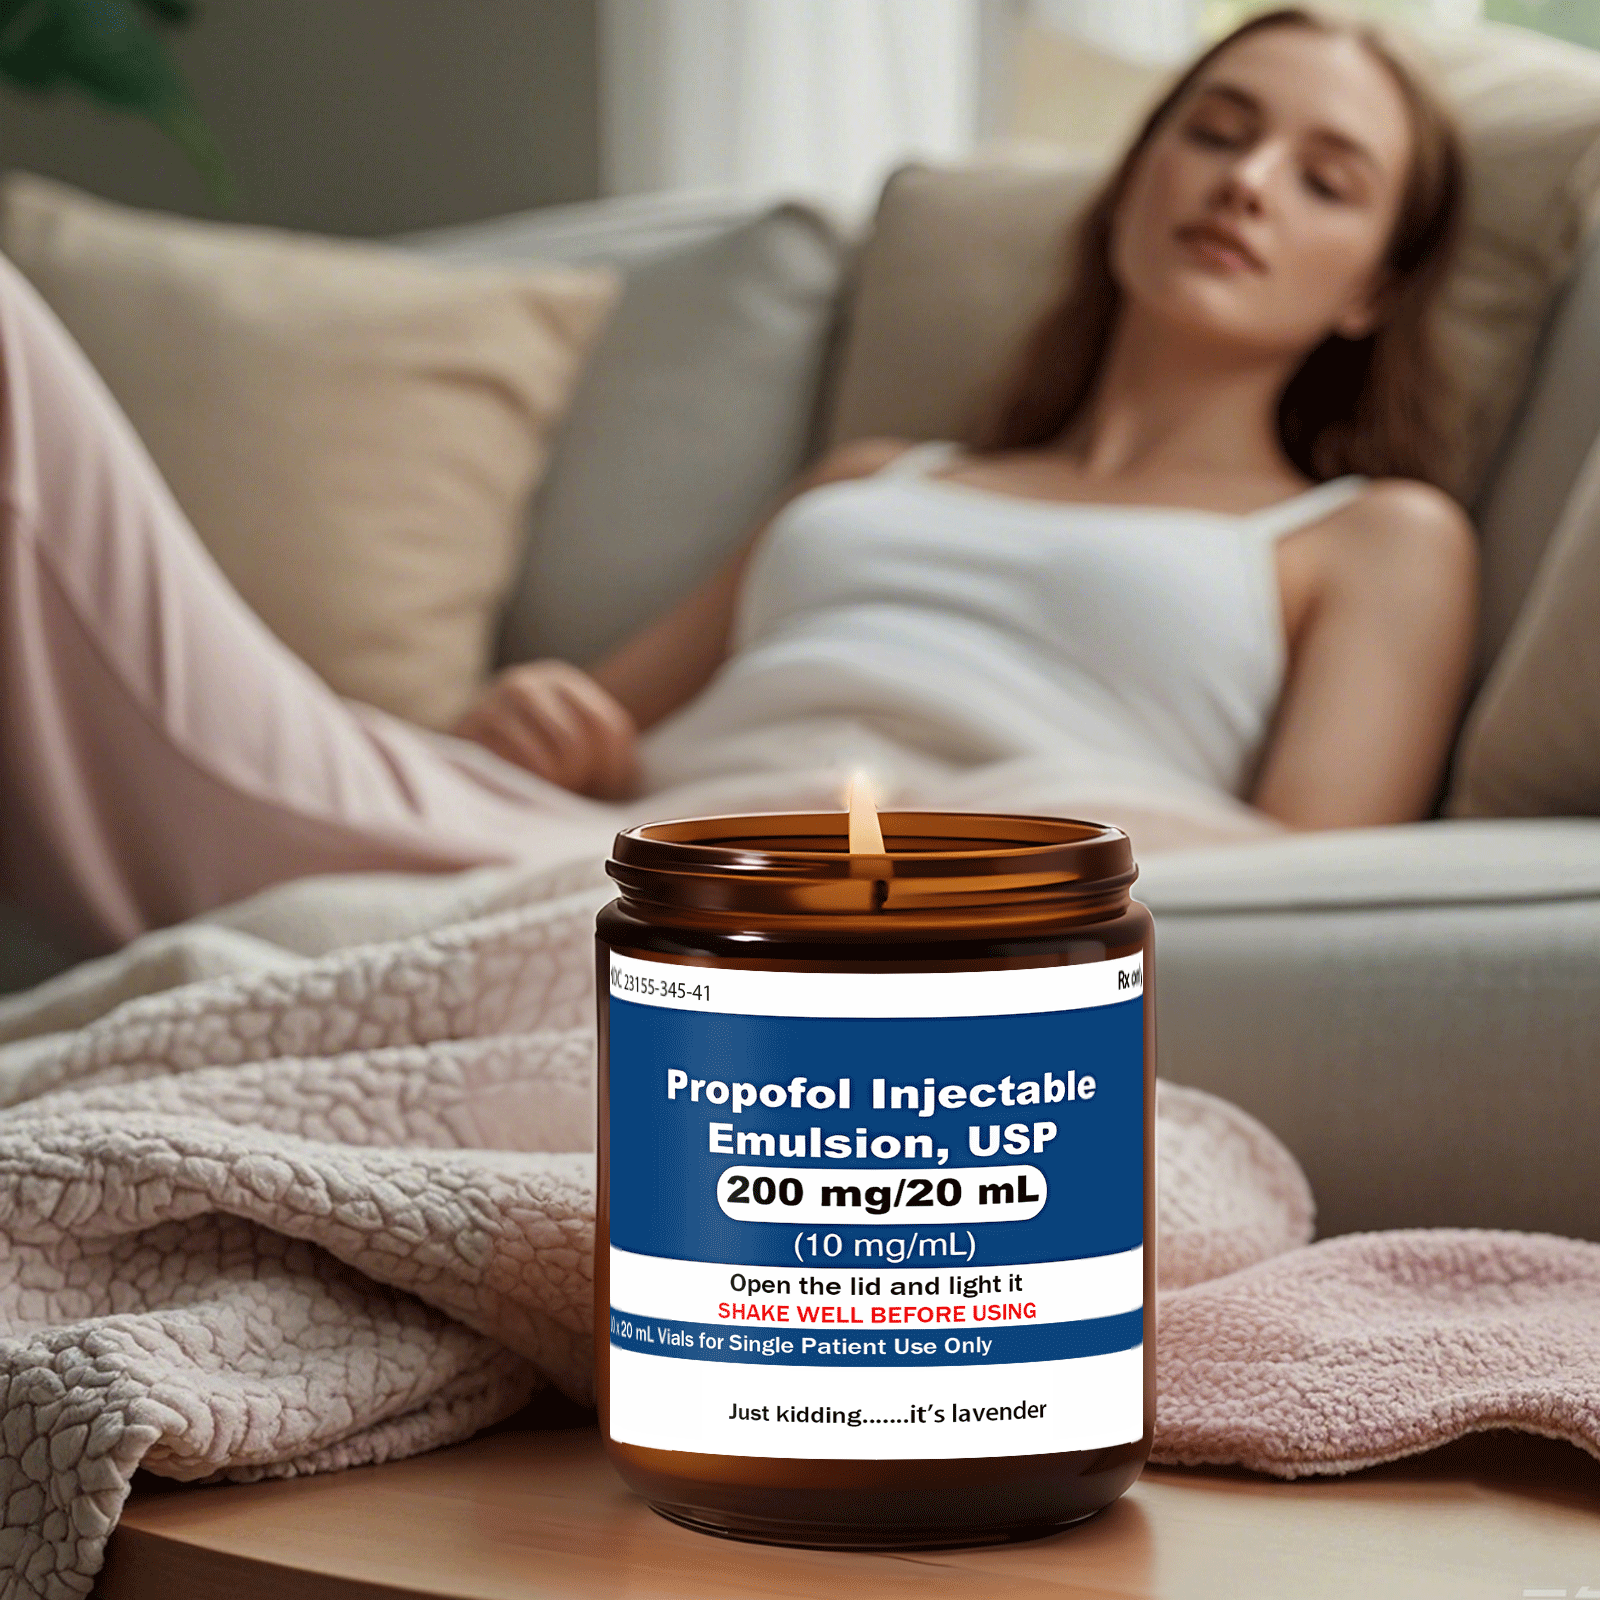 23155-345-41
Rx only
Propofol Injectable
Emulsion, USP
200 mg/20 mL
(10 mg/mL)
Open the lid and light it
SHAKE WELL BEFORE USING
x 20 mL Vials for Single Patient Use Only
Just kidding.......it's lavender